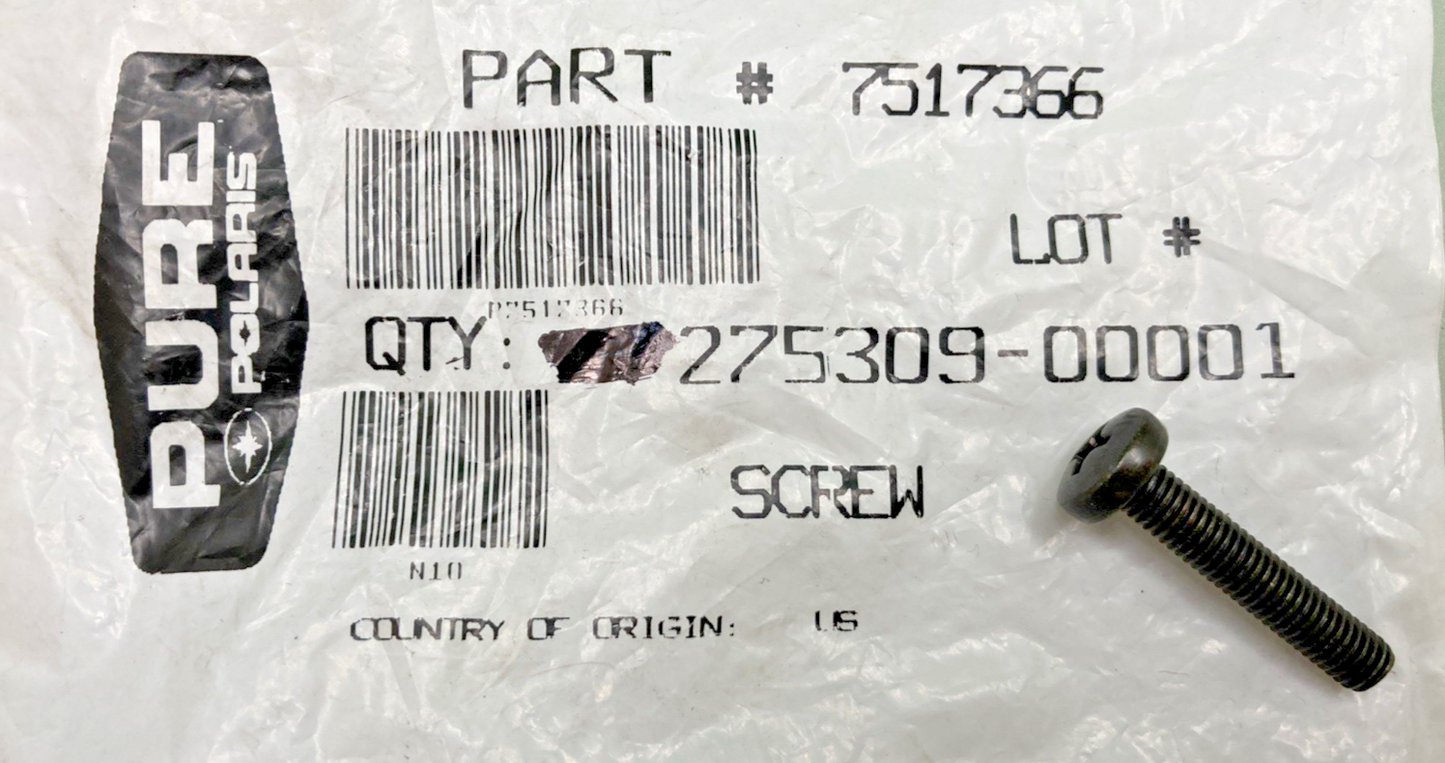 PURE
POLARIS
PART # 7517366
LOT #
P7517366
QTY: 275309-00001
SCREW
N10
COUNTRY OF ORIGIN: US